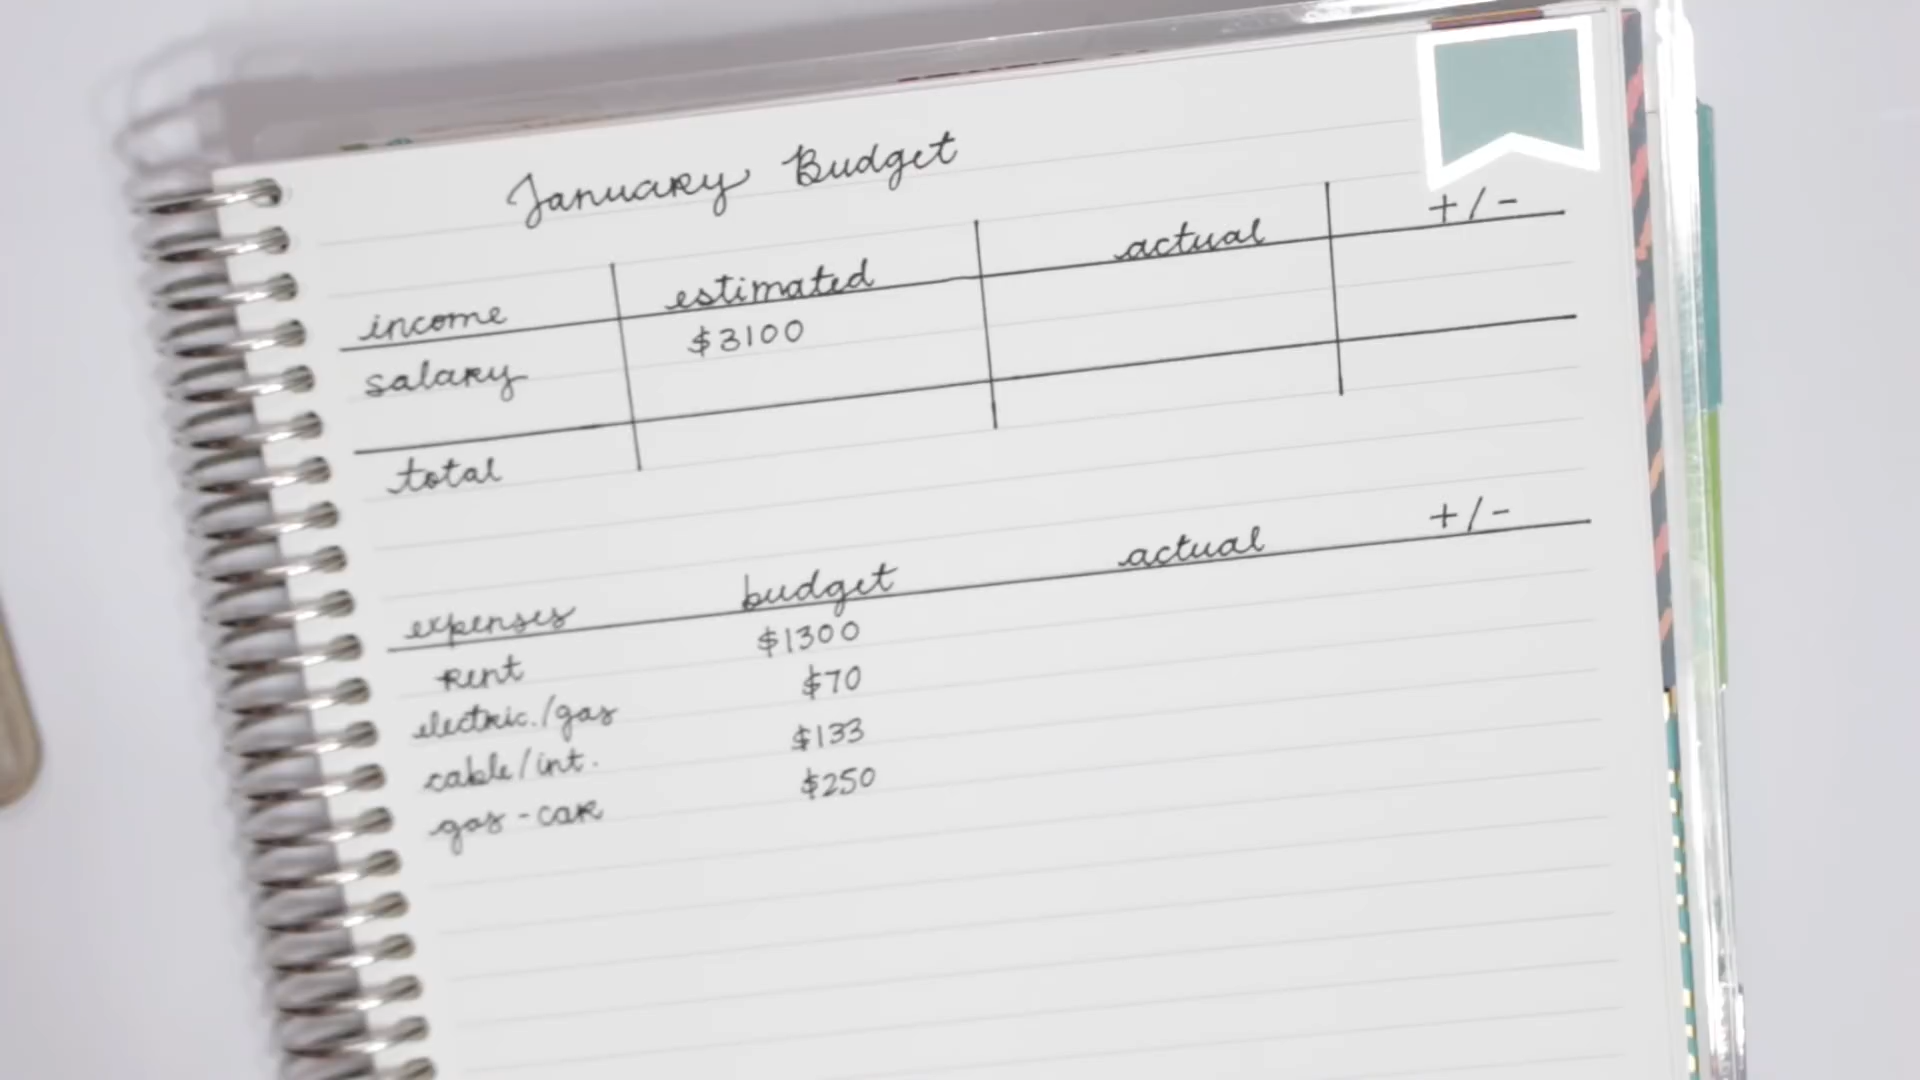 January Budget
income estimated actual +/-
salary $3100
total
expenses budget actual +/-
Rent $1300
electric./gas $70
cable/int. $133
gas - car $250